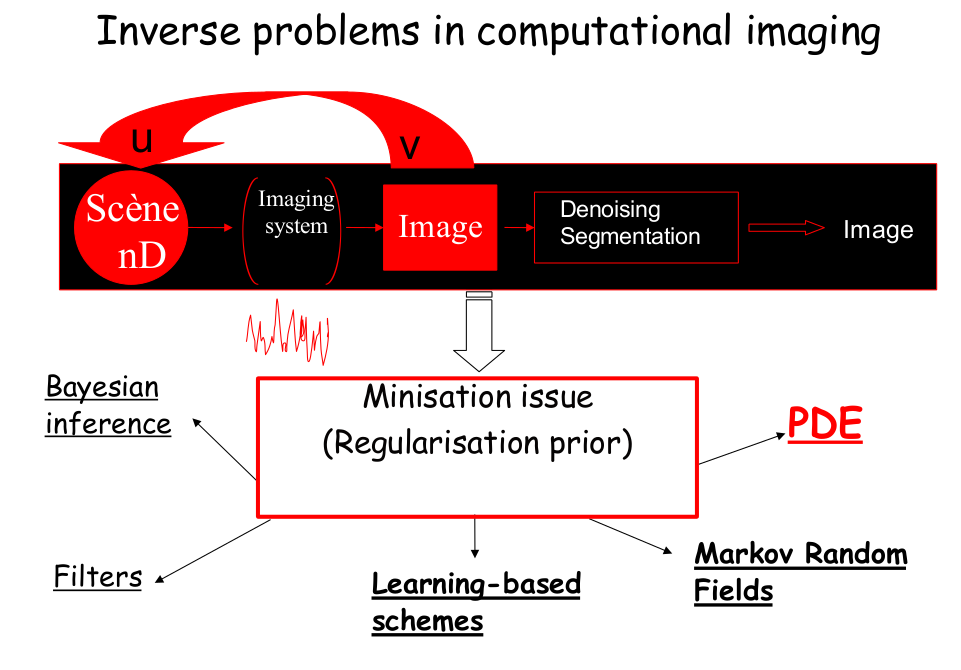 Inverse problems in computational imaging
u
v
Scène
nD
Imaging
system
Image
Denoising
Segmentation
Image
Minisation issue
(Regularisation prior)
Bayesian
inference
PDE
Filters
Learning-based
schemes
Markov Random
Fields